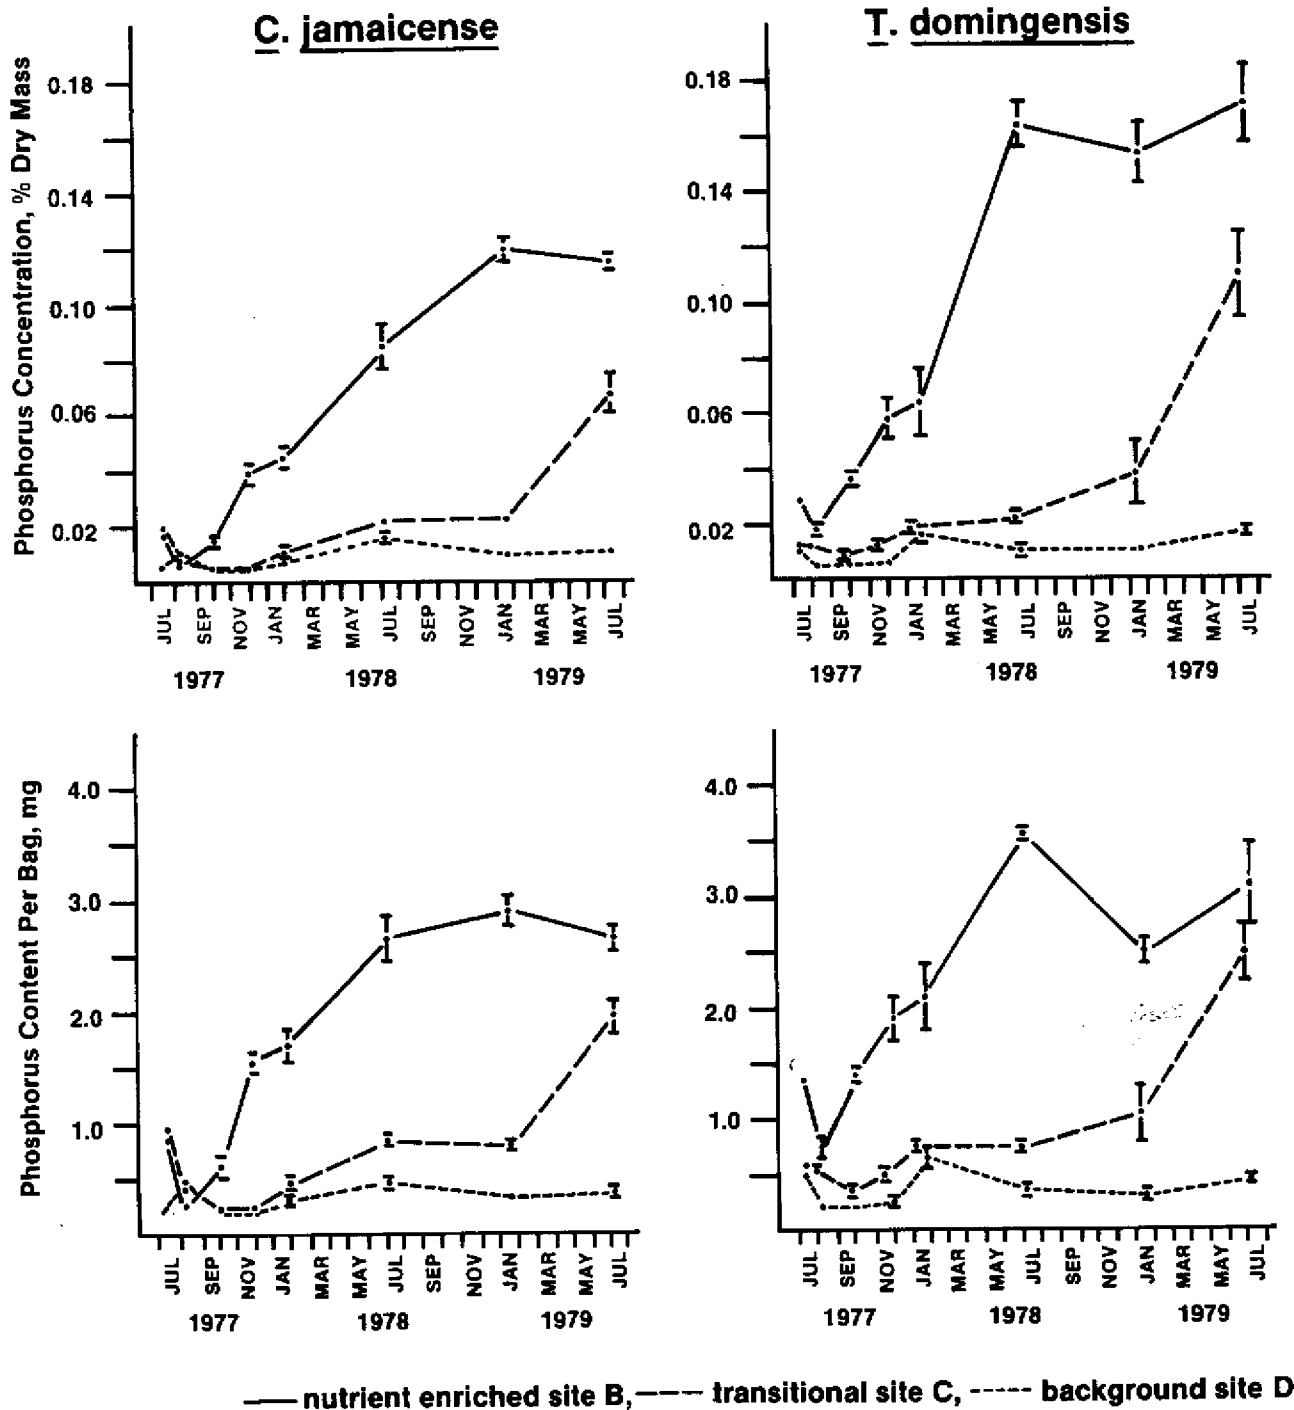 C. jamaicense
T. domingensis
Phosphorus Concentration, % Dry Mass
0.18
0.14
0.10
0.06
0.02
JUL SEP NOV JAN MAR MAY JUL SEP NOV JAN MAR MAY JUL
1977 1978 1979
0.18
0.14
0.10
0.06
0.02
JUL SEP NOV JAN MAR MAY JUL SEP NOV JAN MAR MAY JUL
1977 1978 1979
Phosphorus Content Per Bag, mg
4.0
3.0
2.0
1.0
JUL SEP NOV JAN MAR MAY JUL SEP NOV JAN MAR MAY JUL
1977 1978 1979
4.0
3.0
2.0
1.0
JUL SEP NOV JAN MAR MAY JUL SEP NOV JAN MAR MAY JUL
1977 1978 1979
nutrient enriched site B, transitional site C, background site D